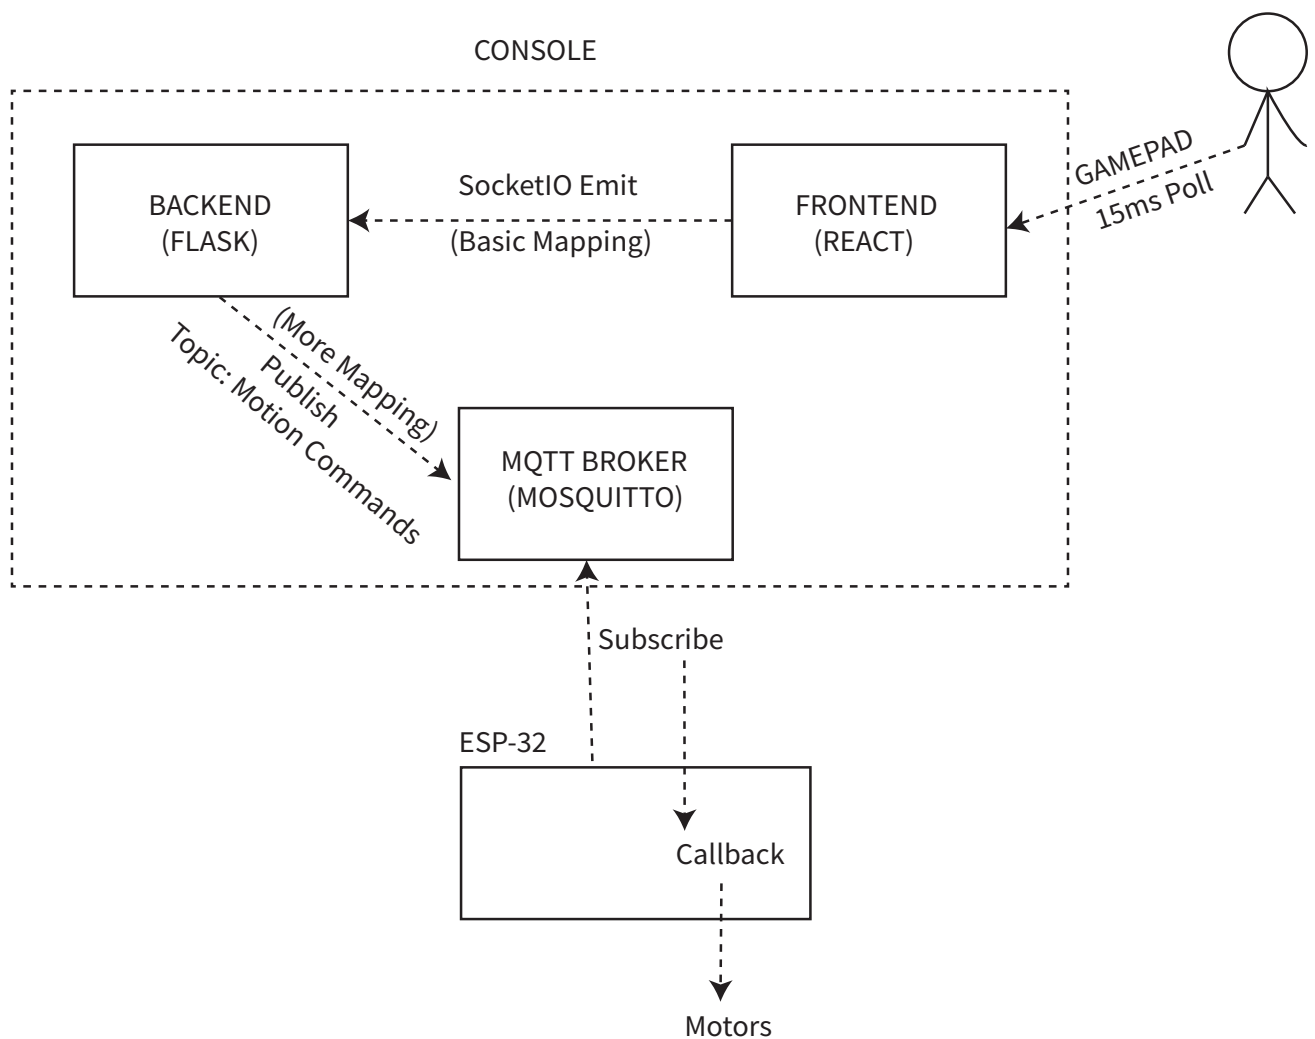 CONSOLE
GAMEPAD
15ms Poll
BACKEND
(FLASK)
SocketIO Emit
(Basic Mapping)
FRONTEND
(REACT)
(More Mapping)
Publish
Topic: Motion Commands
MQTT BROKER
(MOSQUITTO)
Subscribe
ESP-32
Callback
Motors